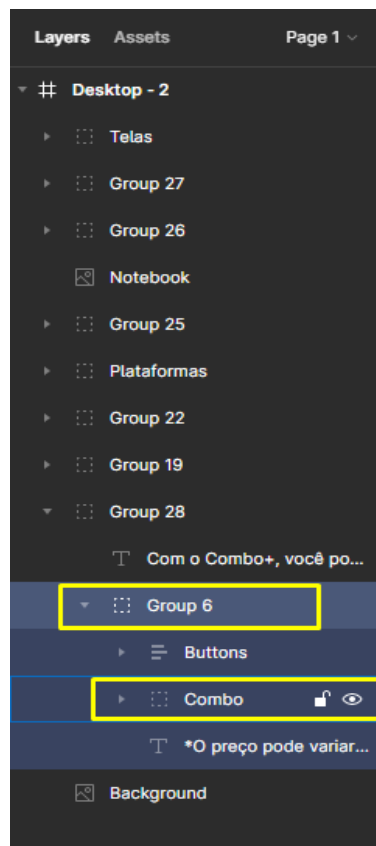 Layers Assets Page 1
Desktop - 2
Telas
Group 27
Group 26
Notebook
Group 25
Plataformas
Group 22
Group 19
Group 28
T Com o Combo+, você po...
Group 6
Buttons
Combo
T *O preço pode variar...
Background